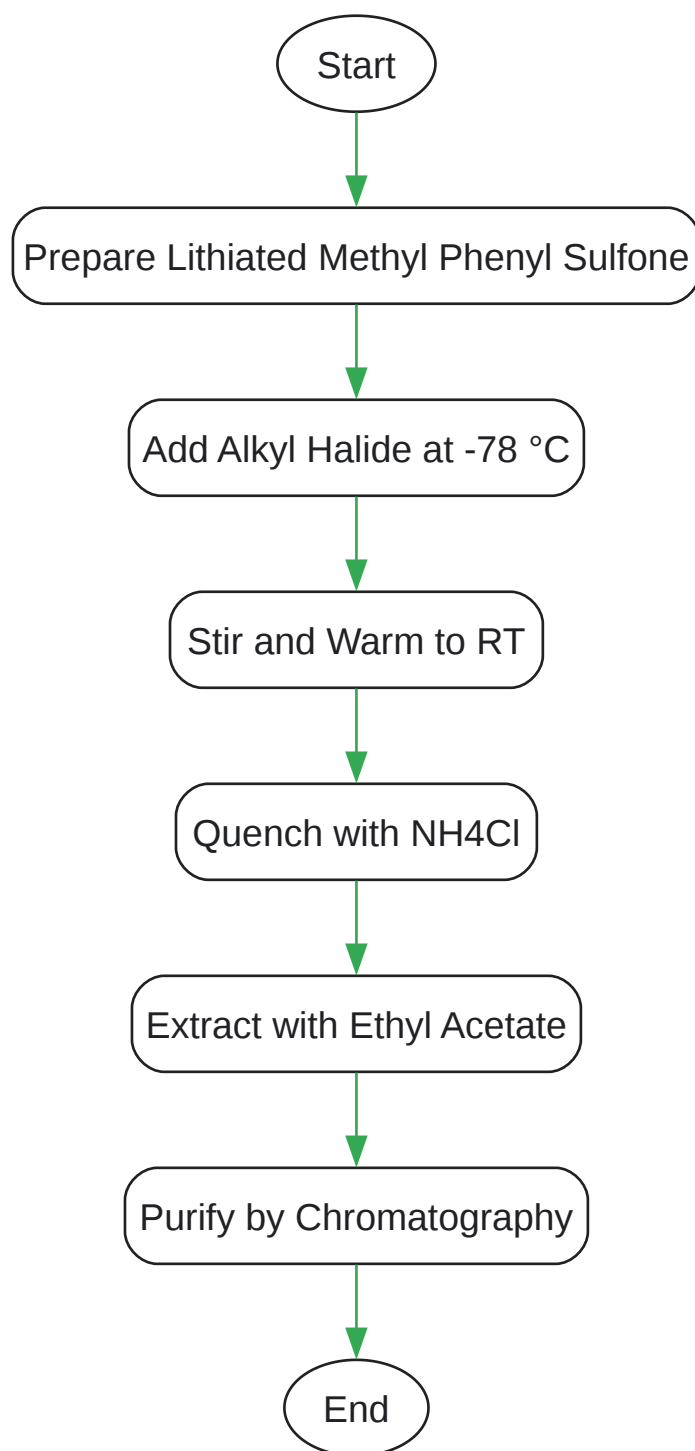 Start
Prepare Lithiated Methyl Phenyl Sulfone
Add Alkyl Halide at -78 °C
Stir and Warm to RT
Quench with NH4Cl
Extract with Ethyl Acetate
Purify by Chromatography
End